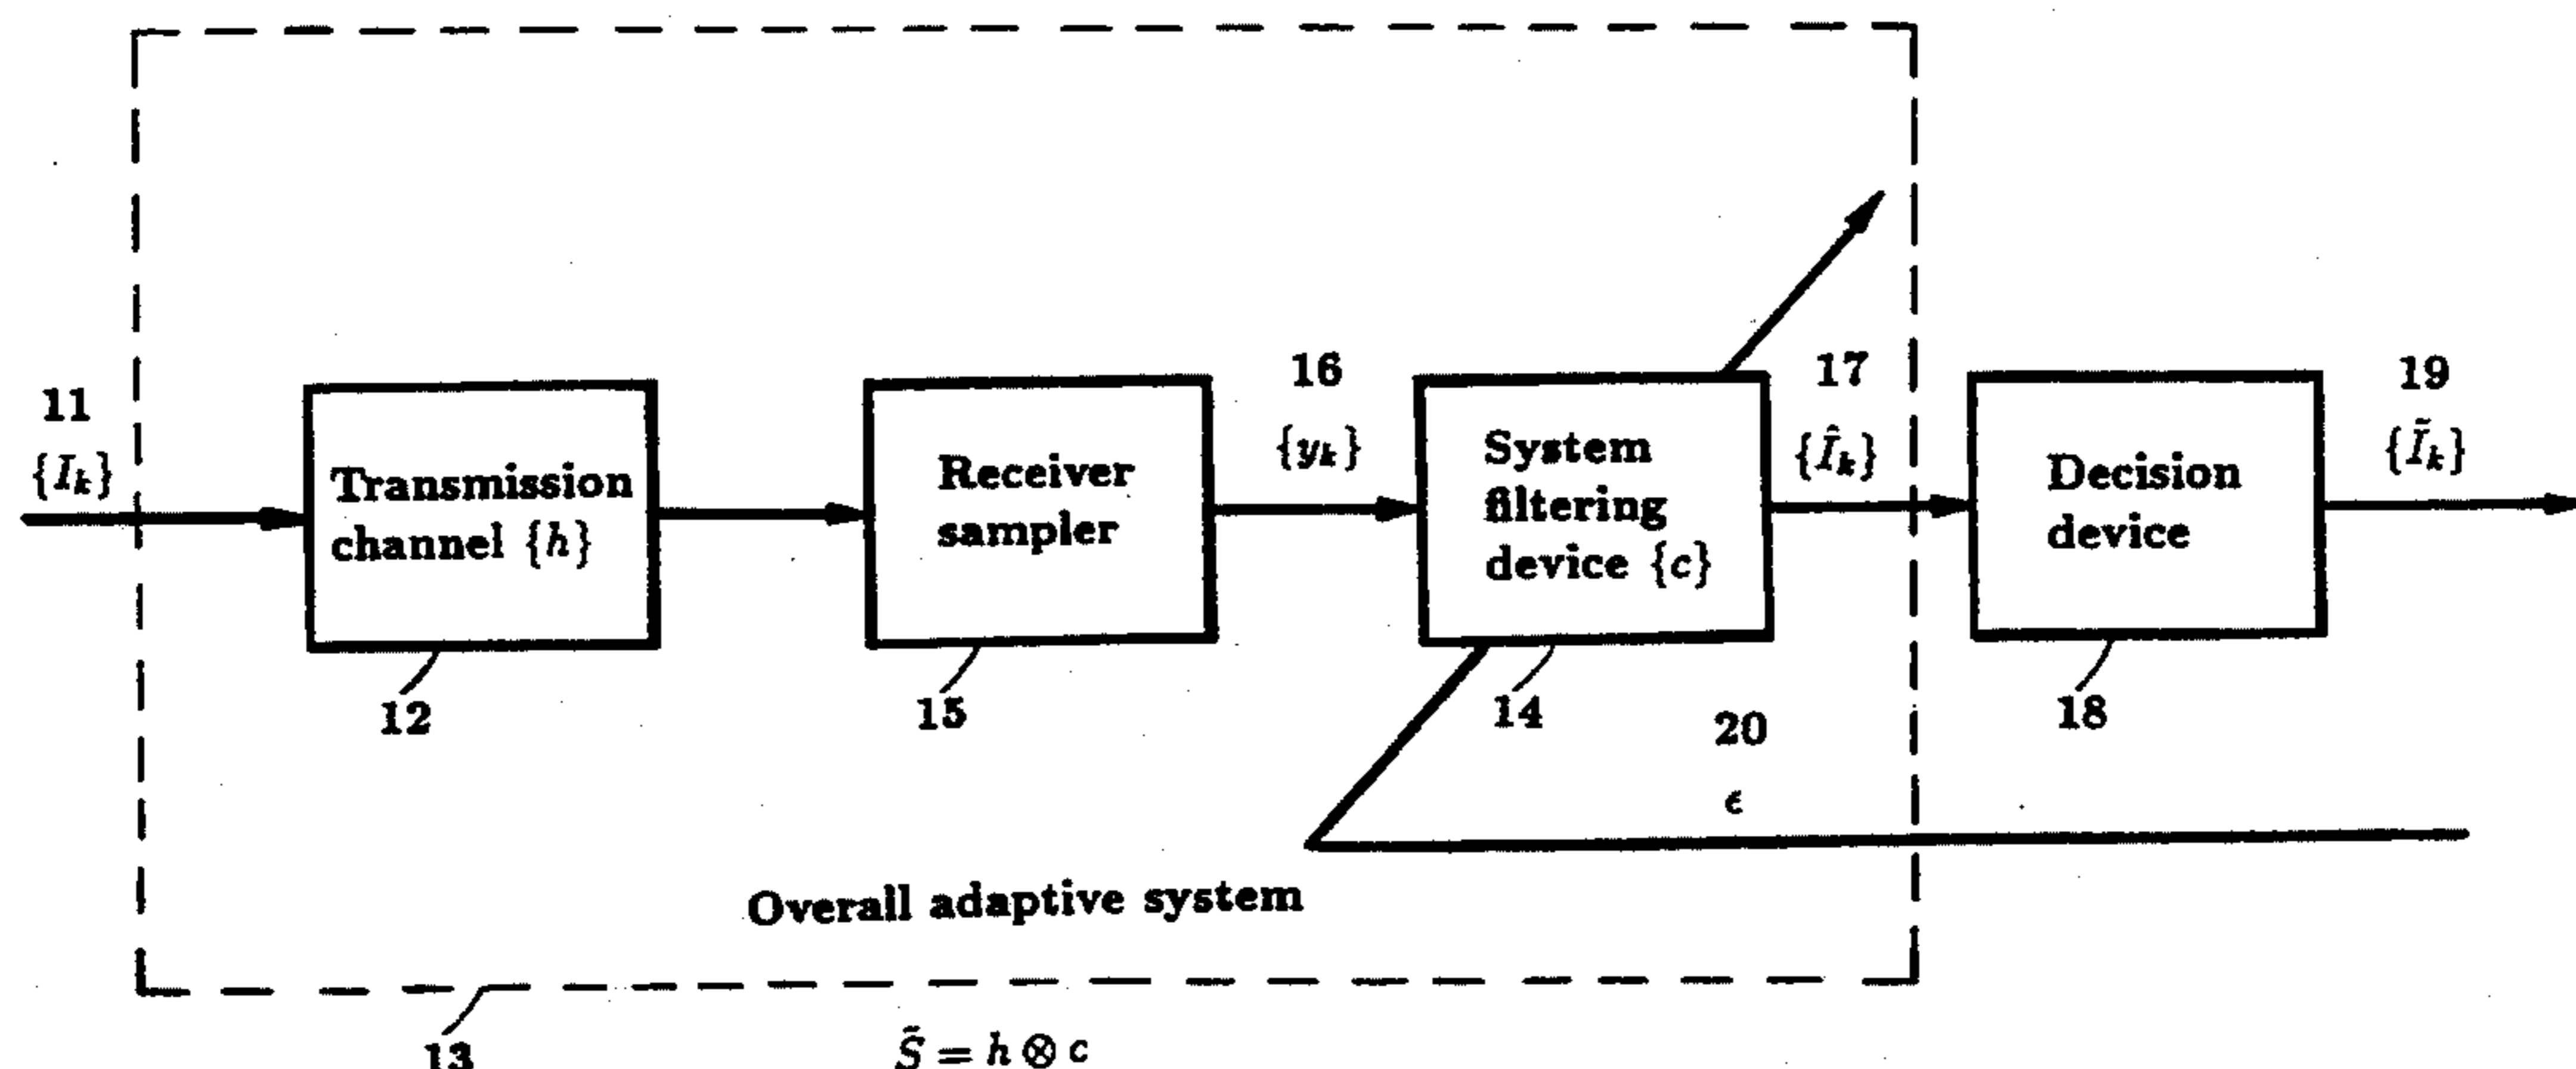 11
{I_k}
Transmission
channel {h}
12
Receiver
sampler
15
16
{y_k}
System
filtering
device {c}
14
17
{Î_k}
Decision
device
18
19
{Ĩ_k}
20
ϵ
Overall adaptive system
13
S̃ = h ⊗ c